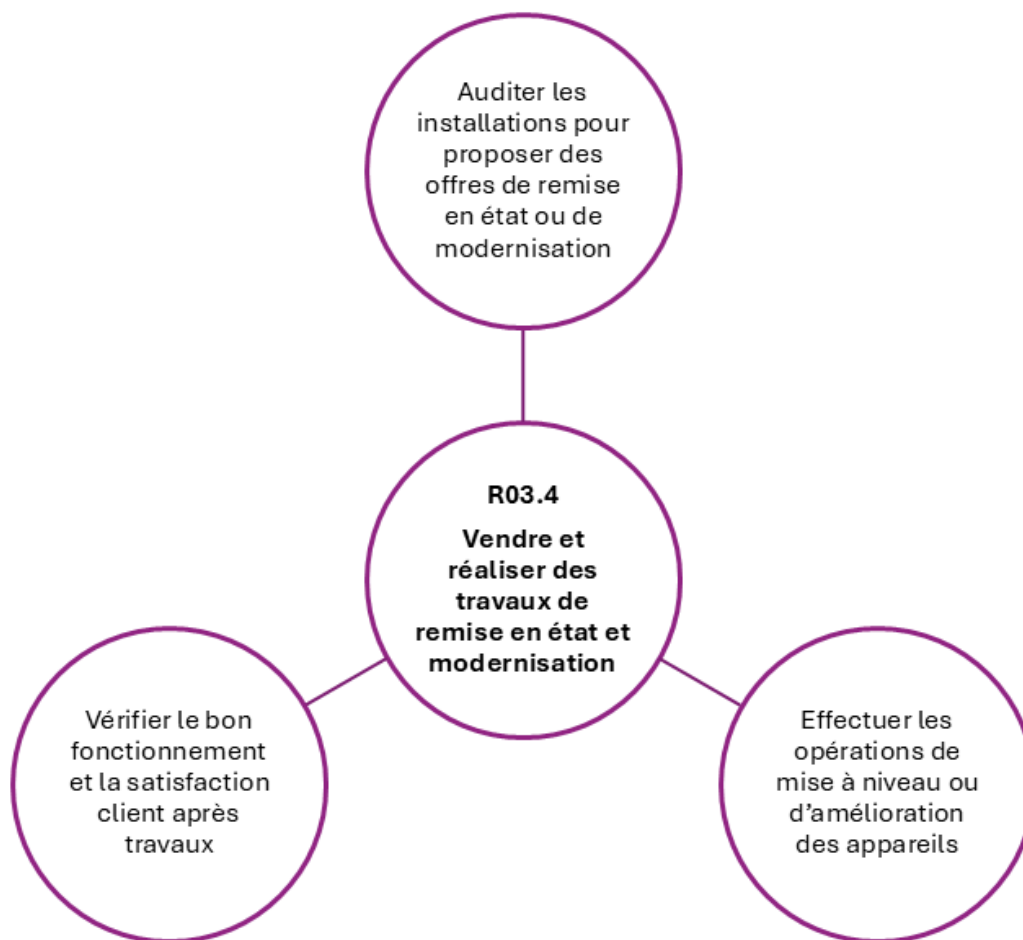 Auditer les
installations pour
proposer des
offres de remise
en état ou de
modernisation
R03.4
Vendre et
réaliser des
travaux de
remise en état et
modernisation
Vérifier le bon
fonctionnement
et la satisfaction
client après
travaux
Effectuer les
opérations de
mise à niveau ou
d’amélioration
des appareils